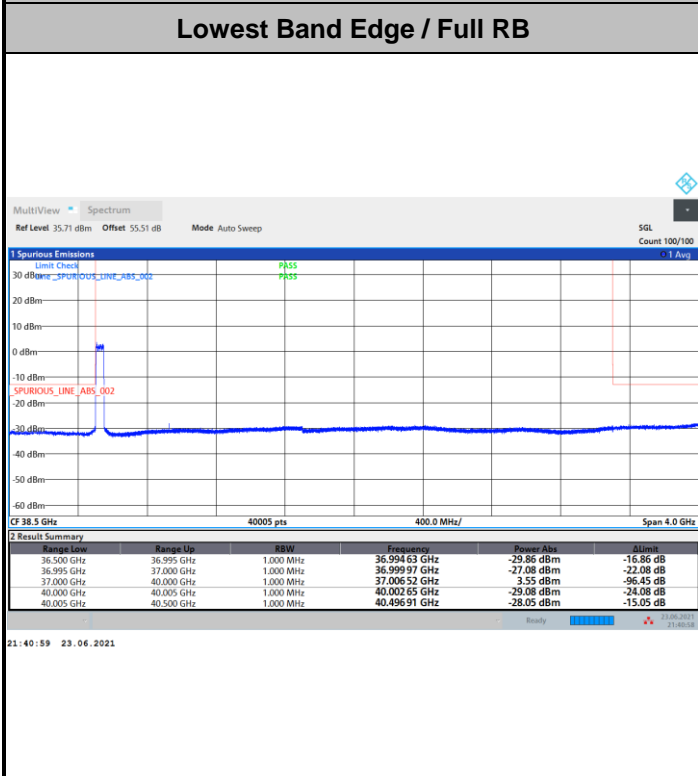 Lowest Band Edge / Full RB
MultiView Spectrum
Ref Level 35.71 dBm Offset 55.51 dB Mode Auto Sweep SGL
Count 100/100
1 Spurious Emissions 1 Avg
Limit Check PASS
30 dBm Line _SPURIOUS_LINE_ABS_002 PASS
20 dBm
10 dBm
0 dBm
-10 dBm
_SPURIOUS_LINE_ABS_002
-20 dBm
-30 dBm
-40 dBm
-50 dBm
-60 dBm
CF 38.5 GHz 40005 pts 400.0 MHz/ Span 4.0 GHz
2 Result Summary
Range Low Range Up RBW Frequency Power Abs ΔLimit
36.500 GHz 36.995 GHz 1.000 MHz 36.994 63 GHz -29.86 dBm -16.86 dB
36.995 GHz 37.000 GHz 1.000 MHz 36.999 97 GHz -27.08 dBm -22.08 dB
37.000 GHz 40.000 GHz 1.000 MHz 37.006 52 GHz 3.55 dBm -96.45 dB
40.000 GHz 40.005 GHz 1.000 MHz 40.002 65 GHz -29.08 dBm -24.08 dB
40.005 GHz 40.500 GHz 1.000 MHz 40.496 91 GHz -28.05 dBm -15.05 dB
Ready 23.06.2021
21:40:58
21:40:59 23.06.2021